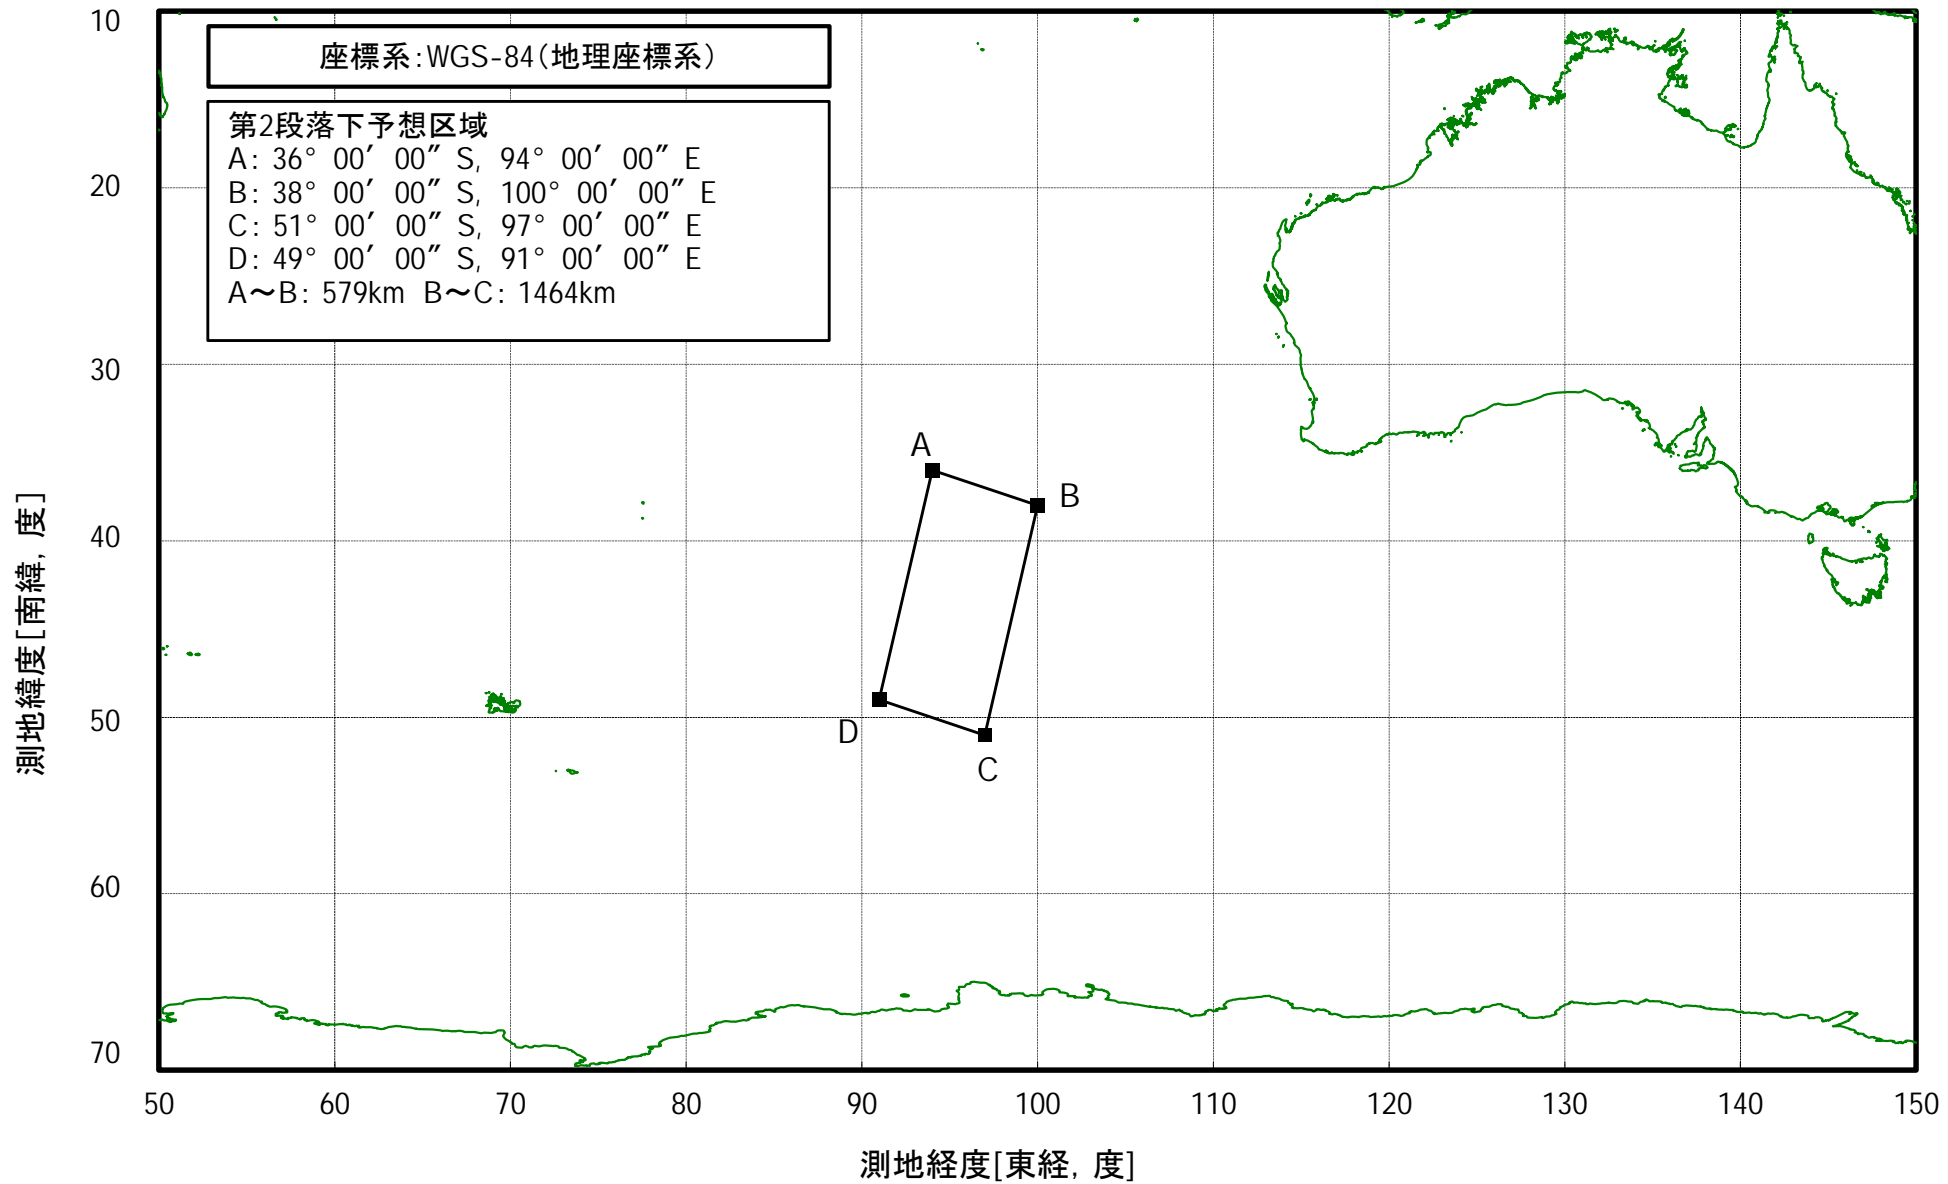 座標系：WGS-84（地理座標系）
第2段落下予想区域
A: 36° 00′ 00″ S, 94° 00′ 00″ E
B: 38° 00′ 00″ S, 100° 00′ 00″ E
C: 51° 00′ 00″ S, 97° 00′ 00″ E
D: 49° 00′ 00″ S, 91° 00′ 00″ E
A～B: 579km B～C: 1464km
10
20
30
40
50
60
70
測地緯度[南緯, 度]
A
B
D
C
50 60 70 80 90 100 110 120 130 140 150
測地経度[東経, 度]